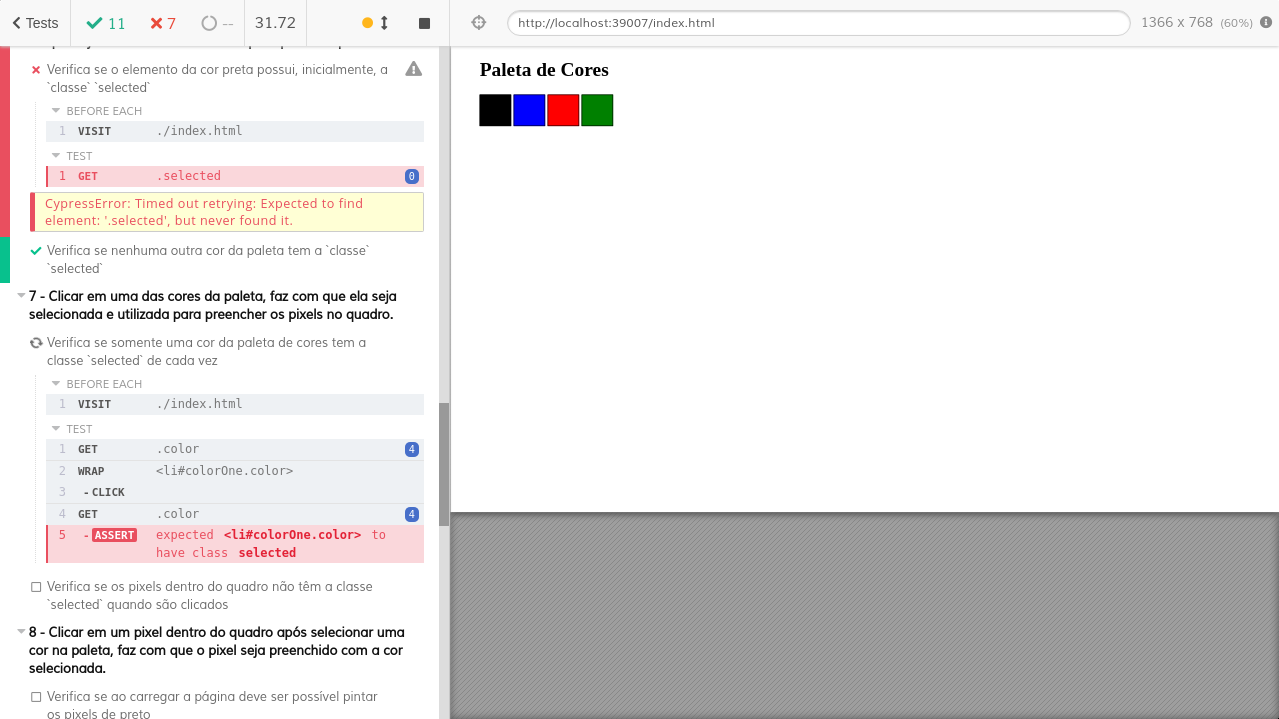 Tests
11
7
--
31.72
http://localhost:39007/index.html
1366 x 768 (60%)
Verifica se o elemento da cor preta possui, inicialmente, a
`classe` `selected`
BEFORE EACH
1 VISIT ./index.html
TEST
1 GET .selected 0
CypressError: Timed out retrying: Expected to find
element: '.selected', but never found it.
Verifica se nenhuma outra cor da paleta tem a `classe`
`selected`
7 - Clicar em uma das cores da paleta, faz com que ela seja
selecionada e utilizada para preencher os pixels no quadro.
Verifica se somente uma cor da paleta de cores tem a
classe `selected` de cada vez
BEFORE EACH
1 VISIT ./index.html
TEST
1 GET .color 4
2 WRAP <li#colorOne.color>
3 -CLICK
4 GET .color 4
5 -ASSERT expected <li#colorOne.color> to
have class selected
Verifica se os pixels dentro do quadro não têm a classe
`selected` quando são clicados
8 - Clicar em um pixel dentro do quadro após selecionar uma
cor na paleta, faz com que o pixel seja preenchido com a cor
selecionada.
Verifica se ao carregar a página deve ser possível pintar
os pixels de preto
Paleta de Cores